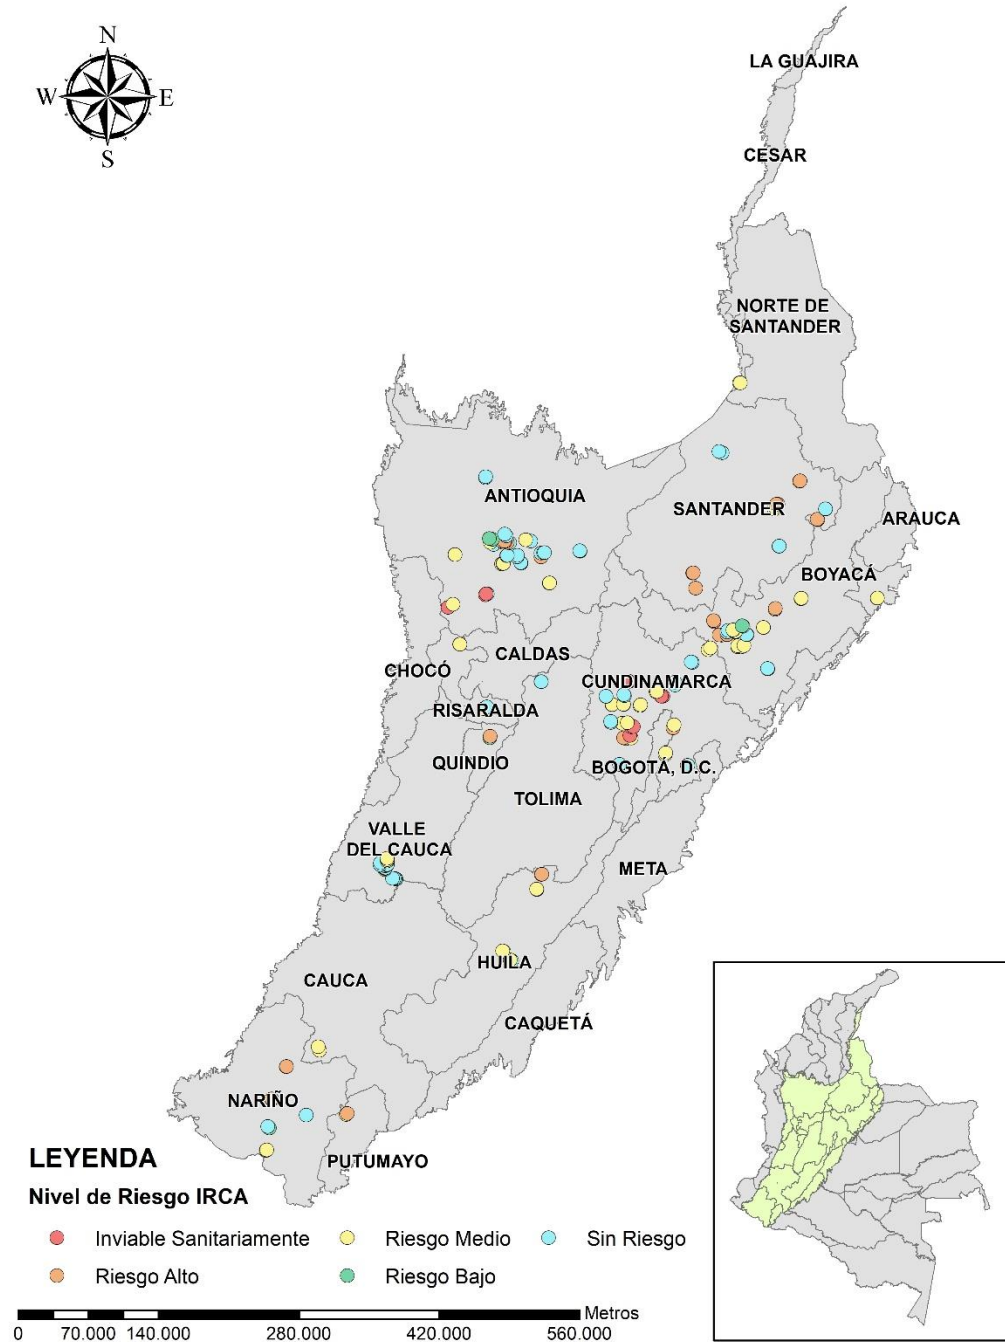 N
W
E
S
LA GUAJIRA
CESAR
NORTE DE
SANTANDER
ANTIOQUIA
SANTANDER
ARAUCA
BOYACÁ
CALDAS
CHOCÓ
CUNDINAMARCA
RISARALDA
QUINDIO
BOGOTÁ, D.C.
TOLIMA
VALLE
DEL CAUCA
META
HUILA
CAUCA
CAQUETÁ
NARIÑO
PUTUMAYO
LEYENDA
Nivel de Riesgo IRCA
Inviable Sanitariamente
Riesgo Medio
Sin Riesgo
Riesgo Alto
Riesgo Bajo
Metros
0 70.000 140.000 280.000 420.000 560.000